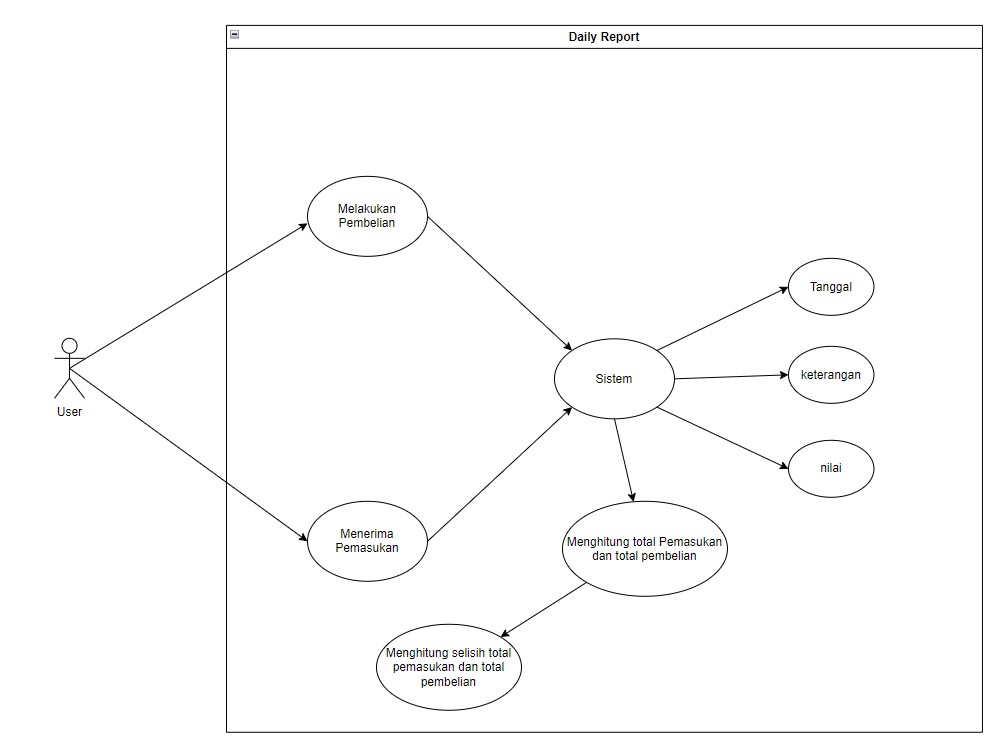 Daily Report
Melakukan
Pembelian
Tanggal
User
Sistem
keterangan
nilai
Menerima
Pemasukan
Menghitung total Pemasukan
dan total pembelian
Menghitung selisih total
pemasukan dan total
pembelian